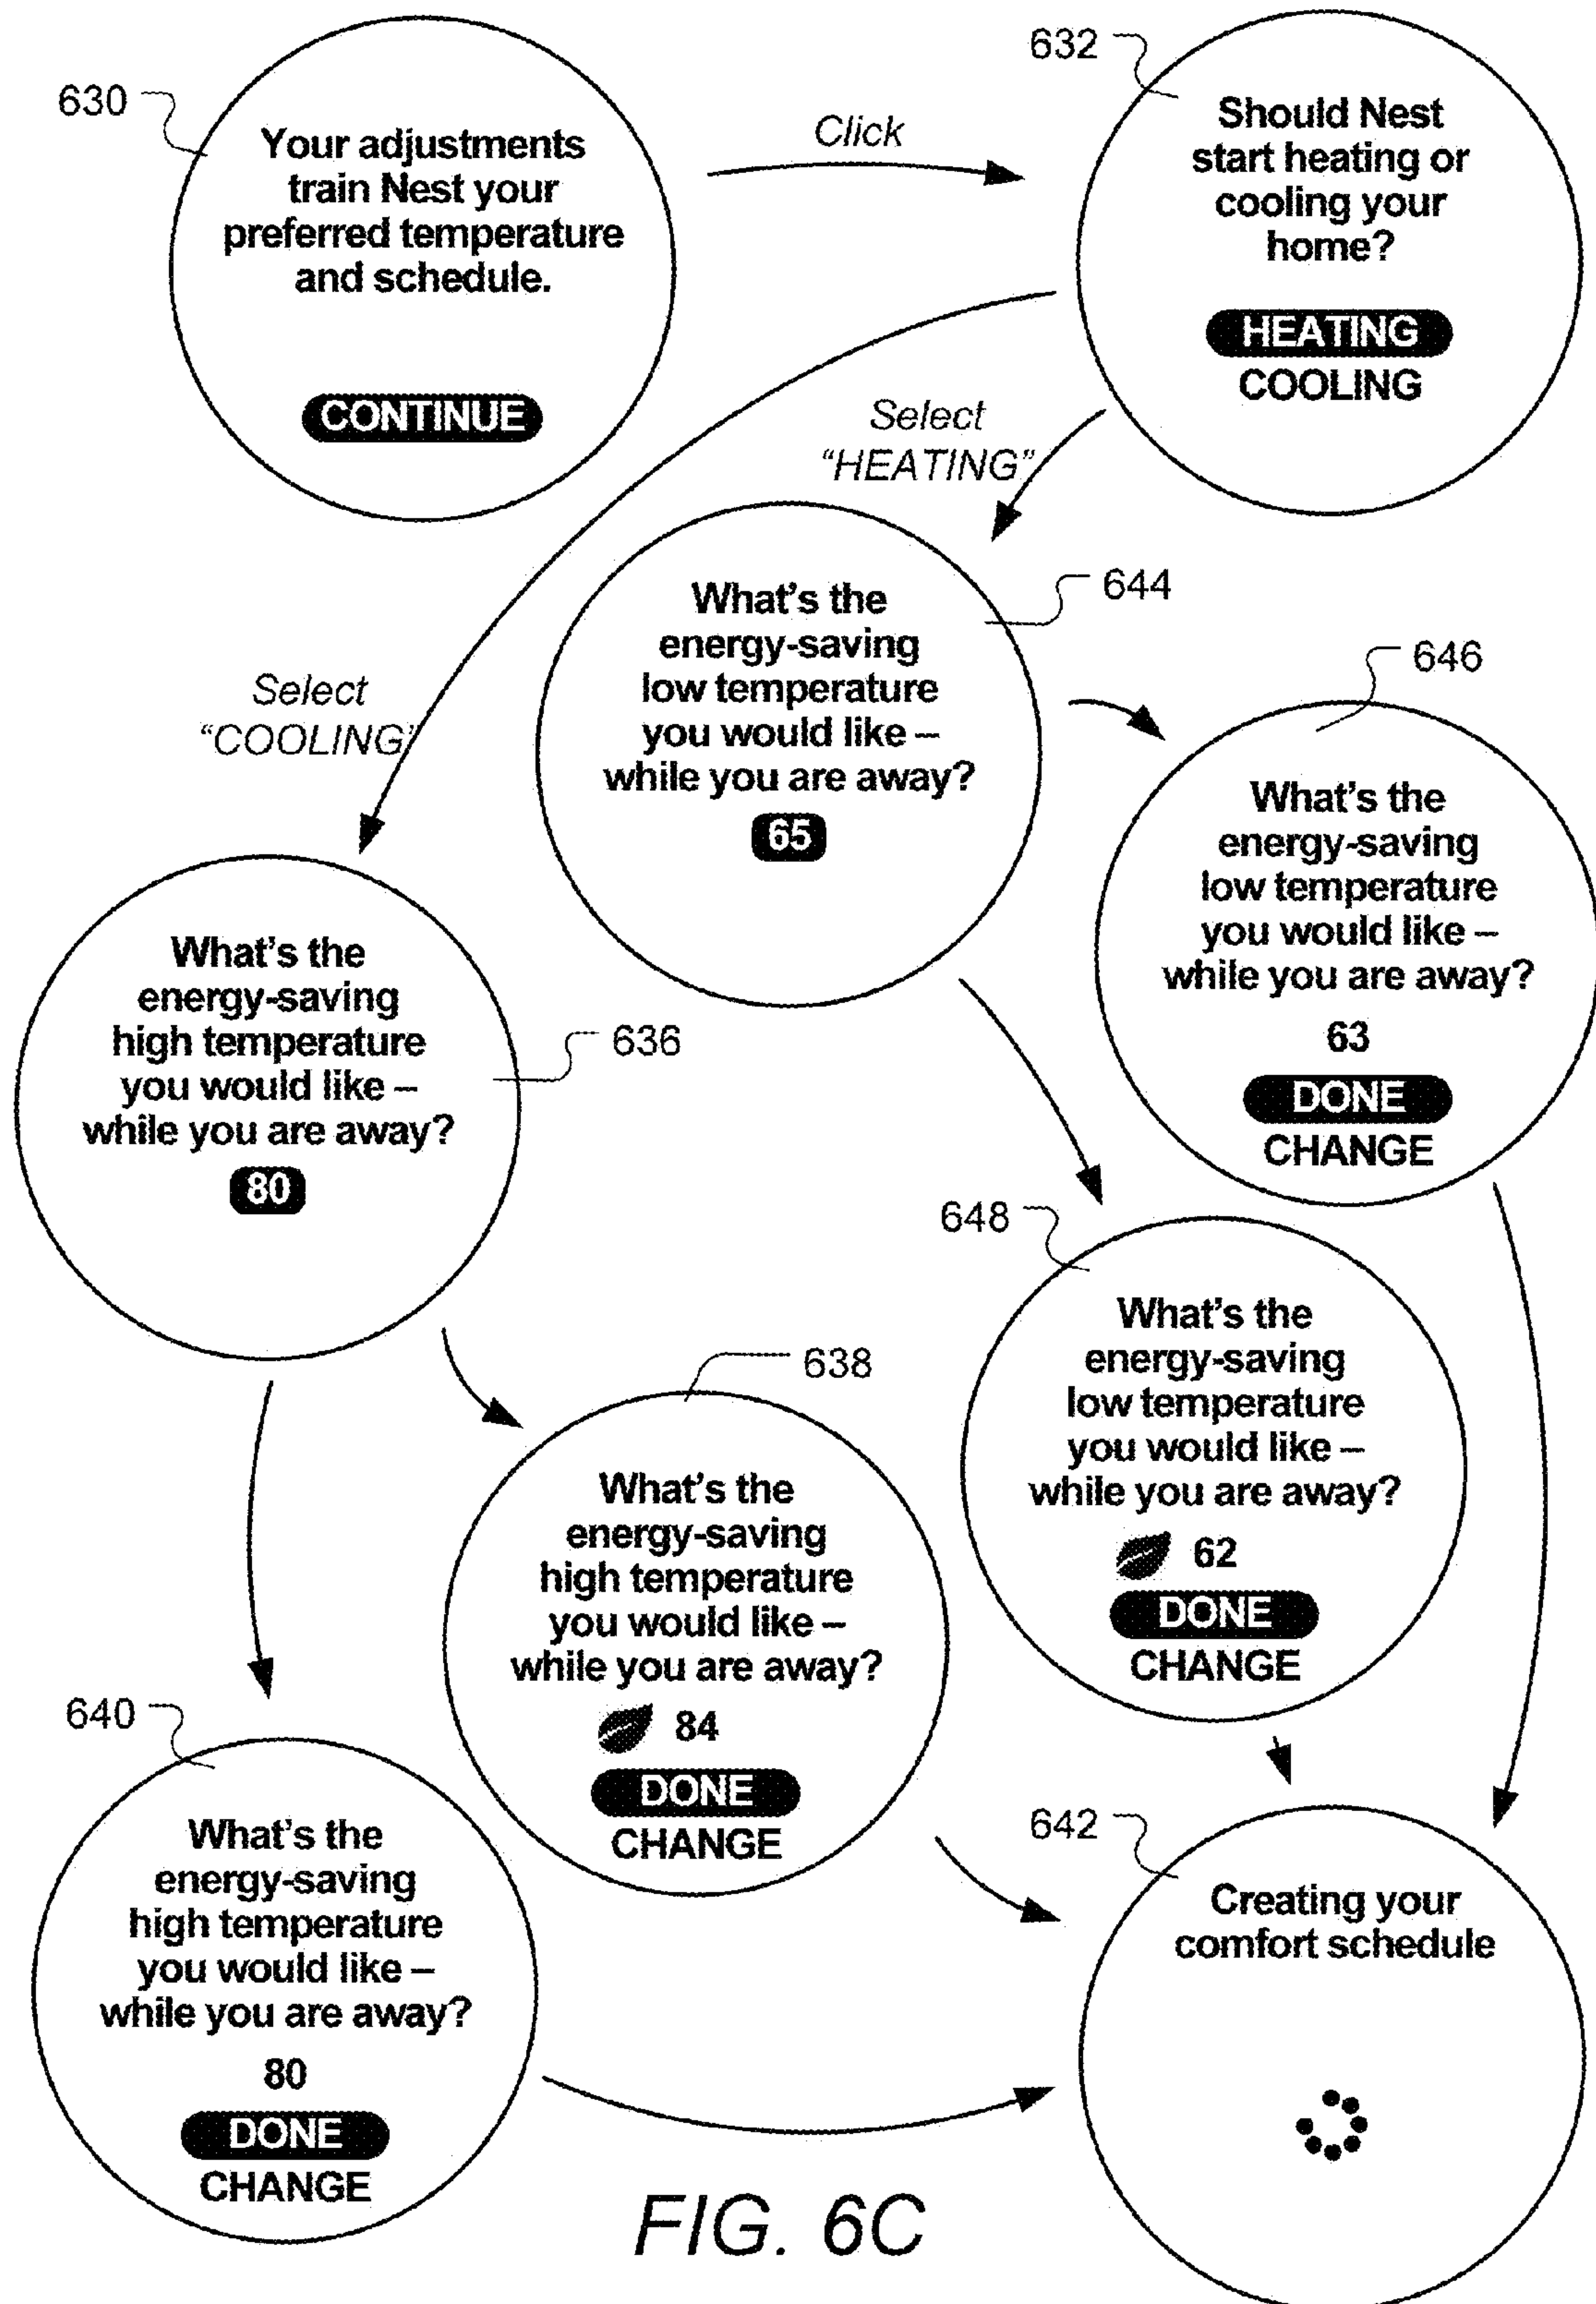 630
Your adjustments
train Nest your
preferred temperature
and schedule.
CONTINUE
Click
632
Should Nest
start heating or
cooling your
home?
HEATING
COOLING
Select
“HEATING”
Select
“COOLING”
644
What's the
energy-saving
low temperature
you would like –
while you are away?
65
646
What's the
energy-saving
low temperature
you would like –
while you are away?
63
DONE
CHANGE
636
What's the
energy-saving
high temperature
you would like –
while you are away?
80
648
What's the
energy-saving
low temperature
you would like –
while you are away?
62
DONE
CHANGE
638
What's the
energy-saving
high temperature
you would like –
while you are away?
84
DONE
CHANGE
640
What's the
energy-saving
high temperature
you would like –
while you are away?
80
DONE
CHANGE
642
Creating your
comfort schedule
FIG. 6C